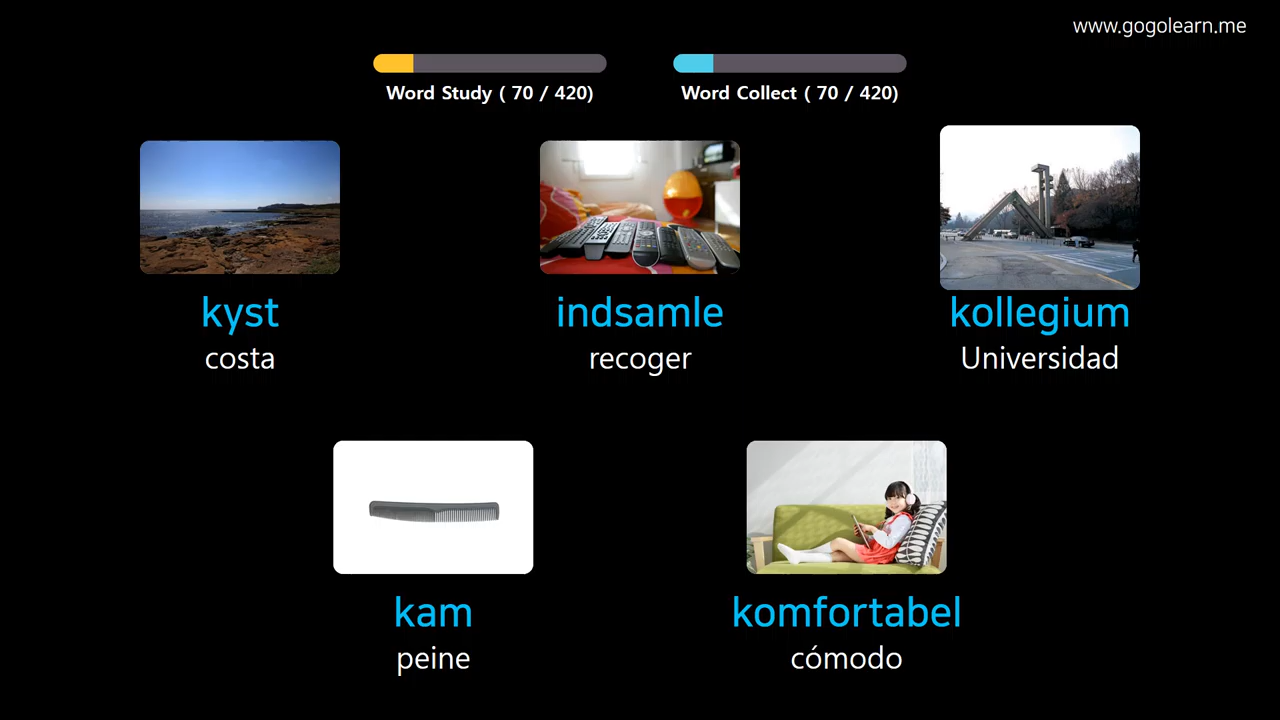 www.gogolearn.me
Word Study ( 70 / 420)
Word Collect ( 70 / 420)
kyst
costa
indsamle
recoger
kollegium
Universidad
kam
peine
komfortabel
cómodo